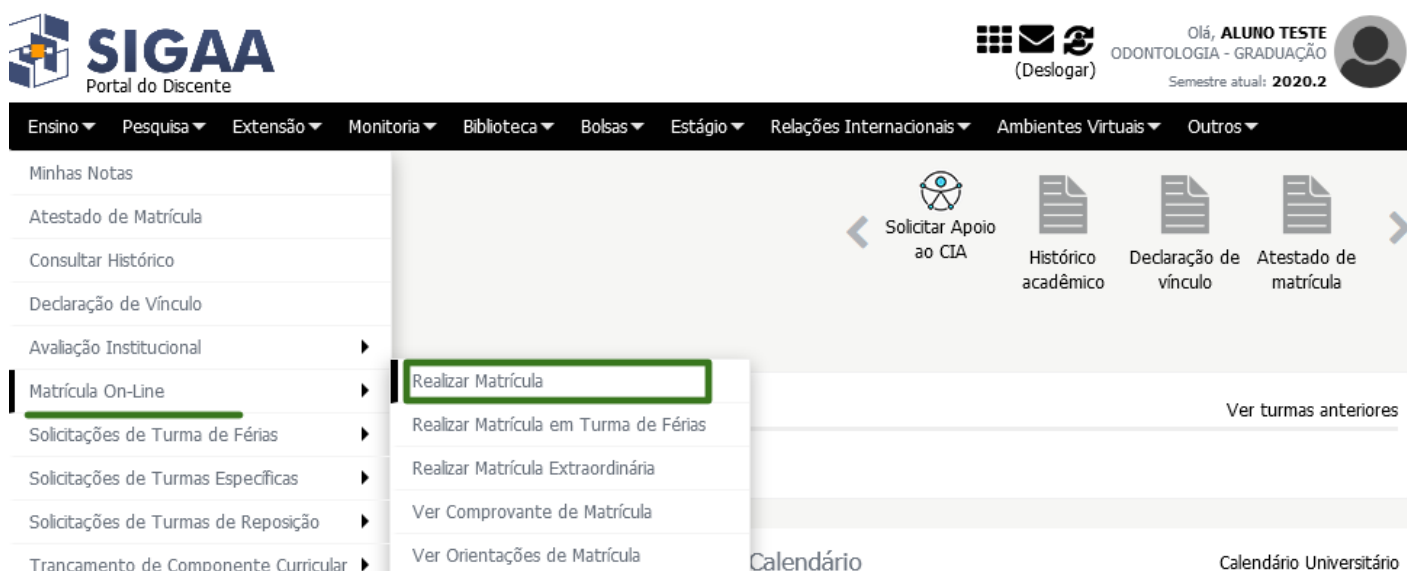 SIGAA
Portal do Discente
(Deslogar)
Olá, ALUNO TESTE
ODONTOLOGIA - GRADUAÇÃO
Semestre atual: 2020.2
Ensino Pesquisa Extensão Monitoria Biblioteca Bolsas Estágio Relações Internacionais Ambientes Virtuais Outros
Minhas Notas
Atestado de Matrícula
Consultar Histórico
Declaração de Vínculo
Avaliação Institucional
Matrícula On-Line
Solicitações de Turma de Férias
Solicitações de Turmas Específicas
Solicitações de Turmas de Reposição
Trancamento de Componente Curricular
Realizar Matrícula
Realizar Matrícula em Turma de Férias
Realizar Matrícula Extraordinária
Ver Comprovante de Matrícula
Ver Orientações de Matrícula
Solicitar Apoio
ao CIA
Histórico
acadêmico
Declaração de
vínculo
Atestado de
matrícula
Ver turmas anteriores
Calendário
Calendário Universitário